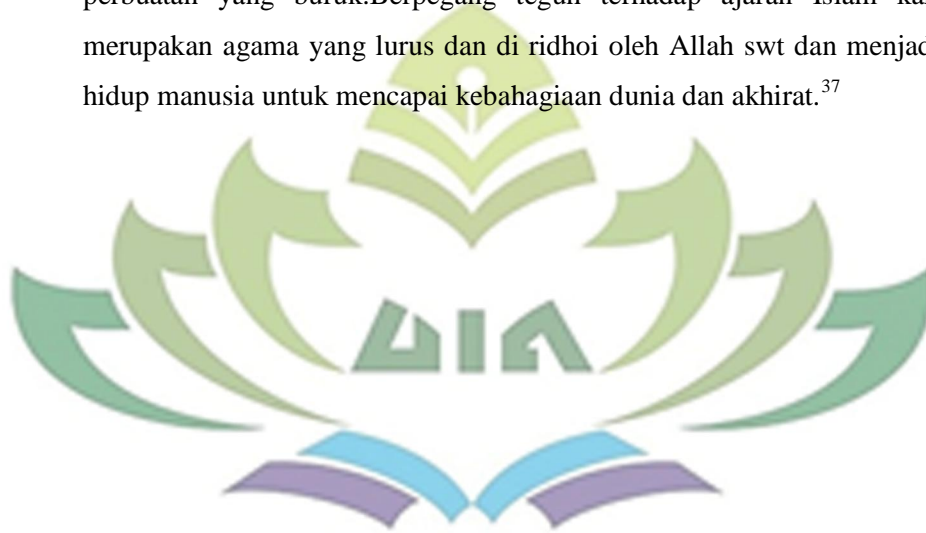 perbuatan yang buruk.Berpegang teguh terhadap ajaran Islam
merupakan agama yang lurus dan di ridhoi oleh Allah swt dan
hidup manusia untuk mencapai kebahagiaan dunia dan akhirat.37
UIN